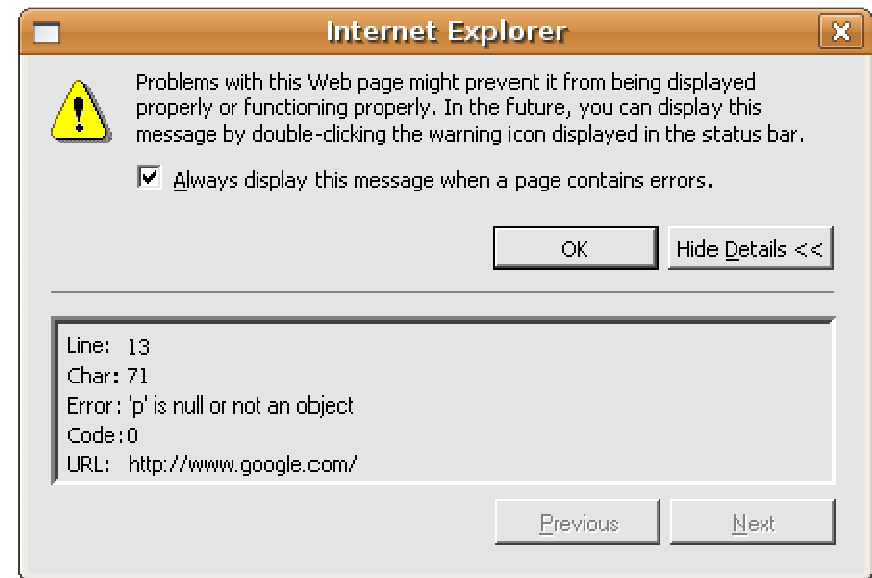 Internet Explorer
Problems with this Web page might prevent it from being displayed
properly or functioning properly. In the future, you can display this
message by double-clicking the warning icon displayed in the status bar.
Always display this message when a page contains errors.
OK
Hide Details <<
Line: 13
Char: 71
Error: 'p' is null or not an object
Code:0
URL: http://www.google.com/
Previous
Next